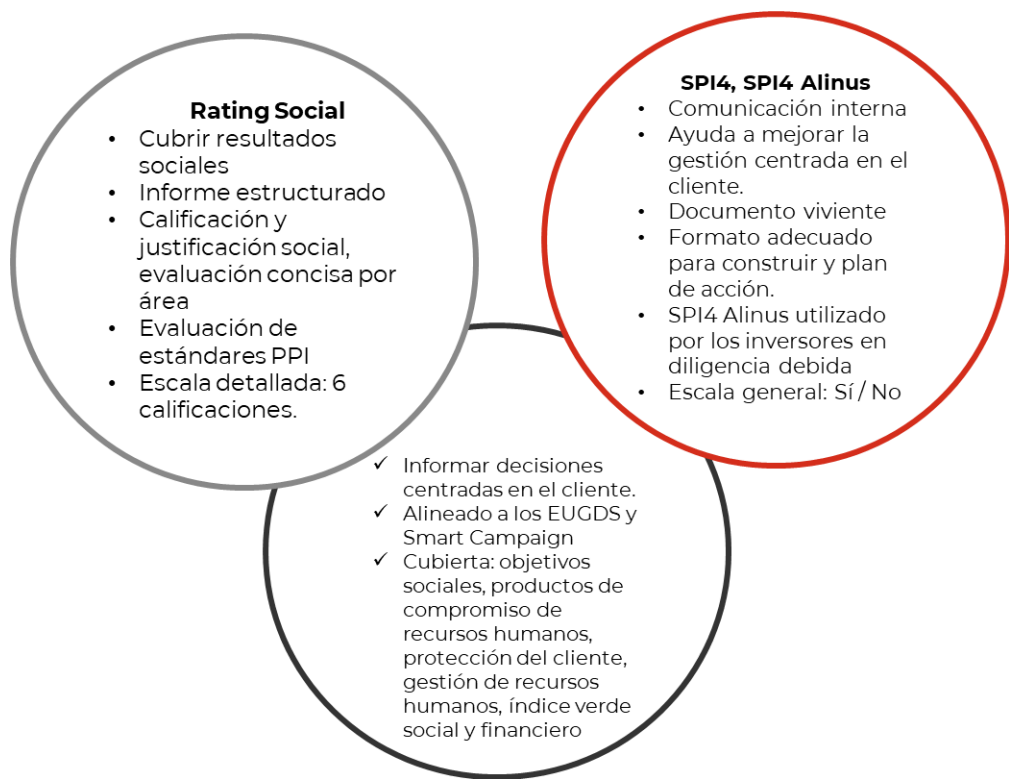 Rating Social
• Cubrir resultados
sociales
• Informe estructurado
• Calificación y
justificación social,
evaluación concisa por
área
• Evaluación de
estándares PPI
• Escala detallada: 6
calificaciones.
SPI4, SPI4 Alinus
• Comunicación interna
• Ayuda a mejorar la
gestión centrada en el
cliente.
• Documento viviente
• Formato adecuado
para construir y plan
de acción.
• SPI4 Alinus utilizado
por los inversores en
diligencia debida
• Escala general: Sí / No
✓ Informar decisiones
centradas en el cliente.
✓ Alineado a los EUGDS y
Smart Campaign
✓ Cubierta: objetivos
sociales, productos de
compromiso de
recursos humanos,
protección del cliente,
gestión de recursos
humanos, índice verde
social y financiero